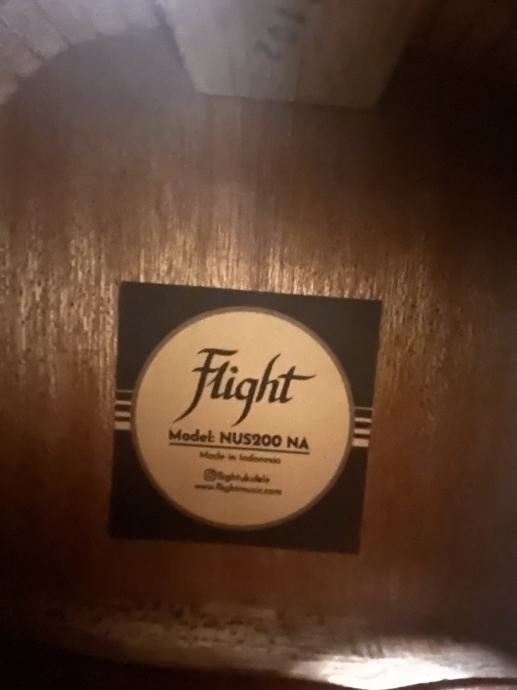 Flight
Model: NUS200 NA
Made in Indonesia
flightukulele
www.flightmusic.com